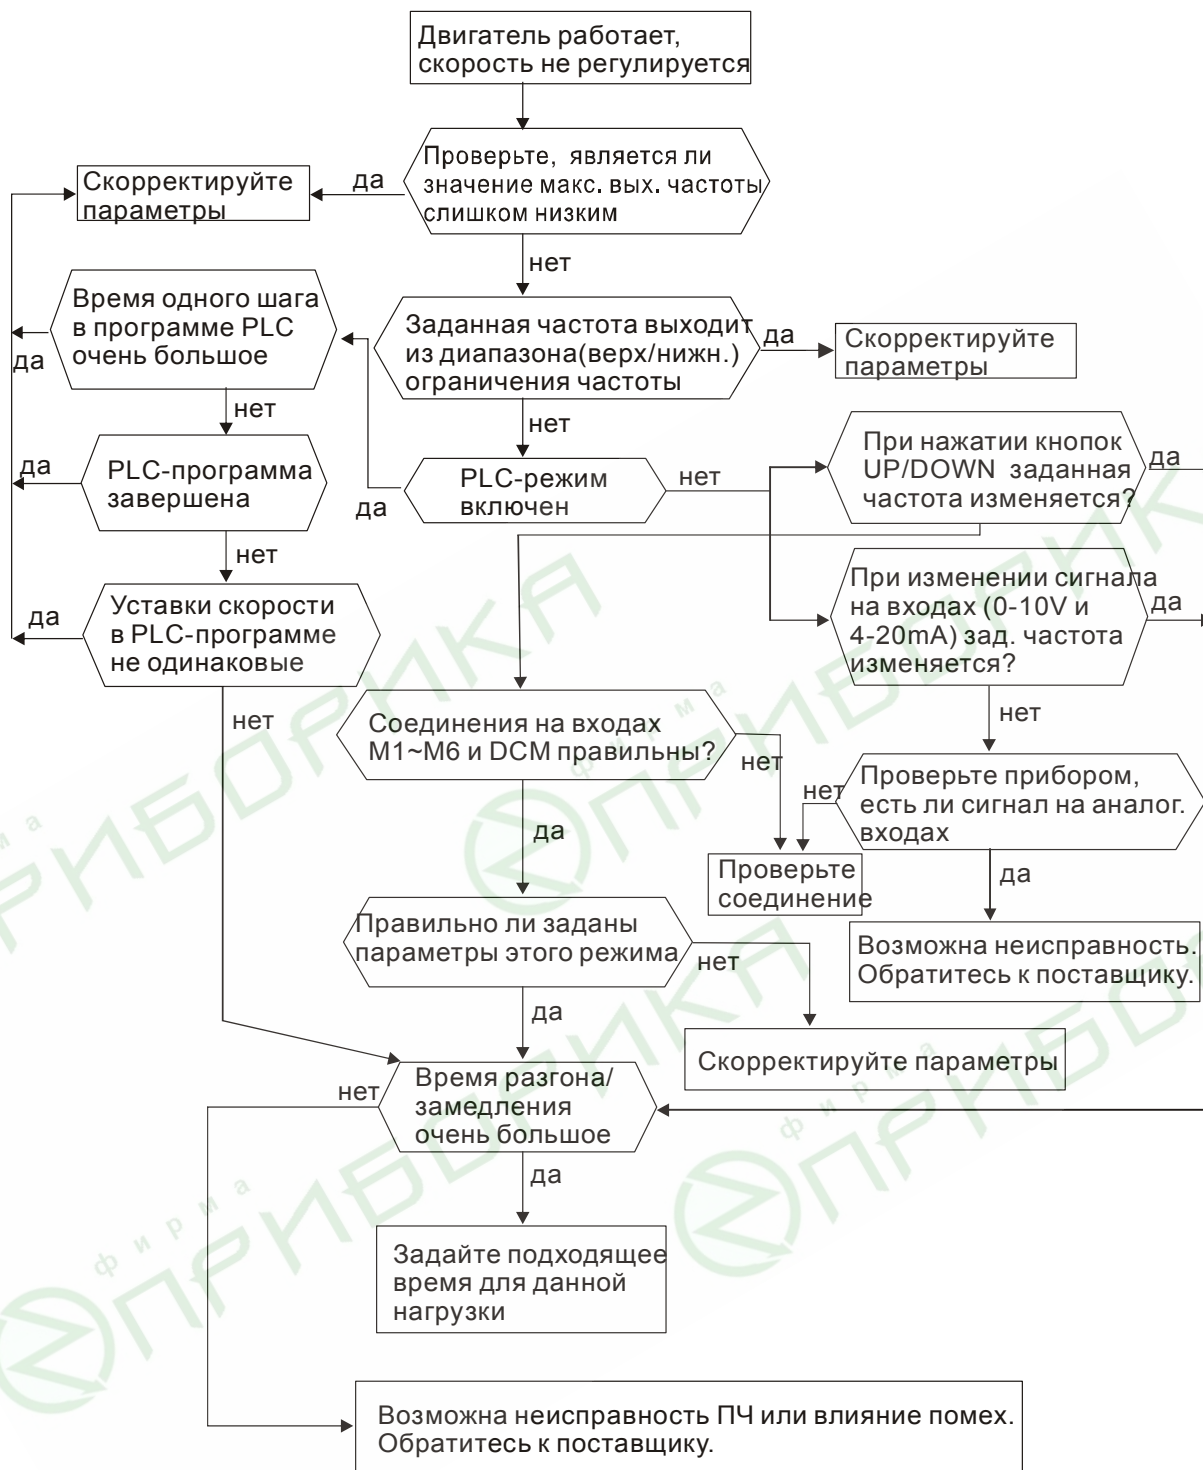 Двигатель работает,
скорость не регулируется
Проверьте, является ли
значение макс. вых. частоты
слишком низким
да
Скорректируйте
параметры
нет
Время одного шага
в программе PLC
очень большое
да
Заданная частота выходит
из диапазона(верх/нижн.)
ограничения частоты
да
Скорректируйте
параметры
нет
нет
PLC-программа
завершена
да
PLC-режим
включен
да
нет
При нажатии кнопок
UP/DOWN заданная
частота изменяется?
да
нет
Уставки скорости
в PLC-программе
не одинаковые
да
При изменении сигнала
на входах (0-10V и
4-20mA) зад. частота
изменяется?
да
нет
Соединения на входах
M1~M6 и DCM правильны?
нет
нет
Проверьте прибором,
есть ли сигнал на аналог.
входах
нет
да
Проверьте
соединение
да
Правильно ли заданы
параметры этого режима
нет
Возможна неисправность.
Обратитесь к поставщику.
да
Скорректируйте параметры
Время разгона/
замедления
очень большое
нет
да
Задайте подходящее
время для данной
нагрузки
Возможна неисправность ПЧ или влияние помех.
Обратитесь к поставщику.
фирма
ПРИБОРИКА
фирма
ПРИБОРИКА
фирма
ПРИБОРИКА